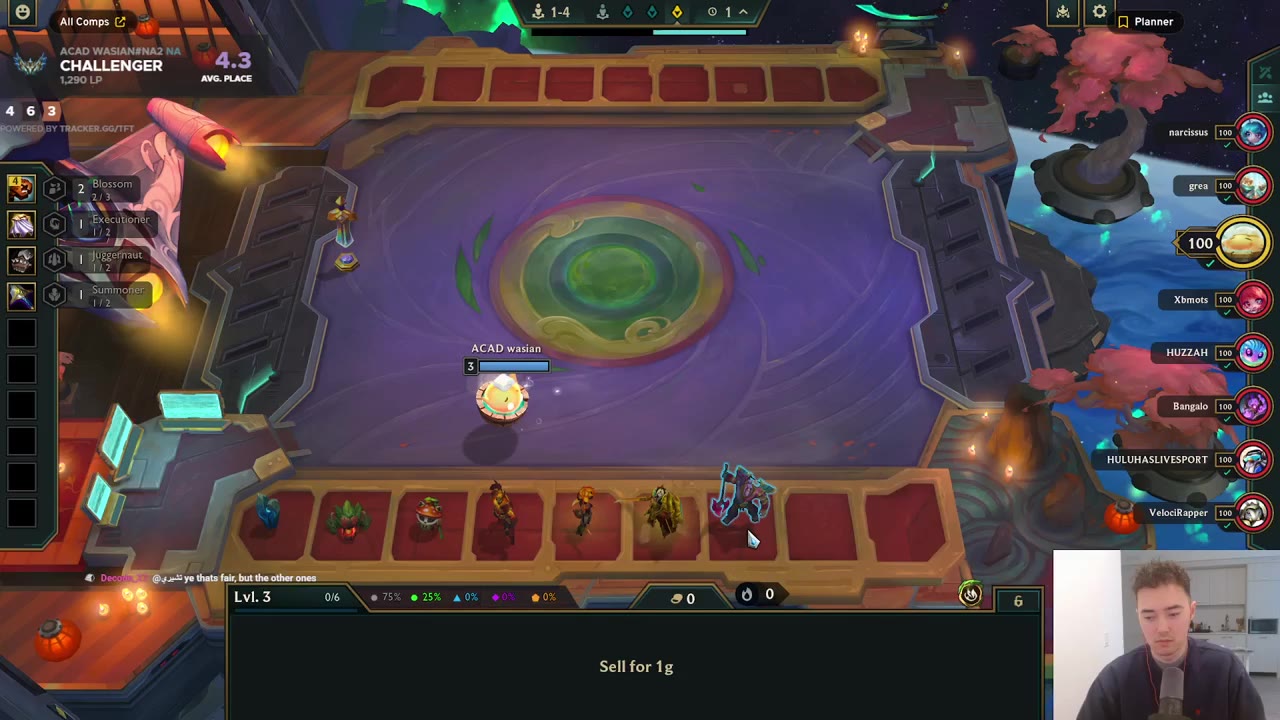 All Comps
1-4
1
Planner
ACAD WASIAN#NA2 NA
CHALLENGER
1,290 LP
4.3
AVG. PLACE
4 6 3
POWERED BY TRACKER.GG/TFT
4
2 Blossom
2 / 3
1 Executioner
1 / 2
1 Juggernaut
1 / 2
1 Summoner
1 / 2
narcissus 100
grea 100
100
Xbmots 100
HUZZAH 100
Bangalo 100
HULUHASLIVESPORT 100
VelociRapper 100
ACAD wasian
3
ye thats fair, but the other ones
Lvl. 3
0/6
75% 25% 0% 0% 0%
0
0
6
Sell for 1g